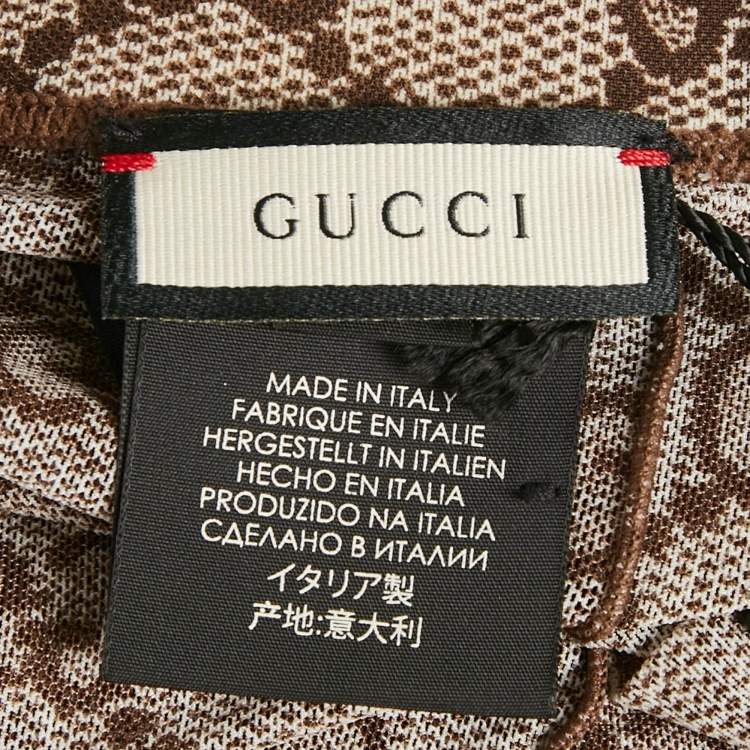 GUCCI
MADE IN ITALY
FABRIQUE EN ITALIE
HERGESTELLT IN ITALIEN
HECHO EN ITALIA
PRODUZIDO NA ITALIA
СДЕЛАНО В ИТАЛИИ
イタリア製
产地:意大利